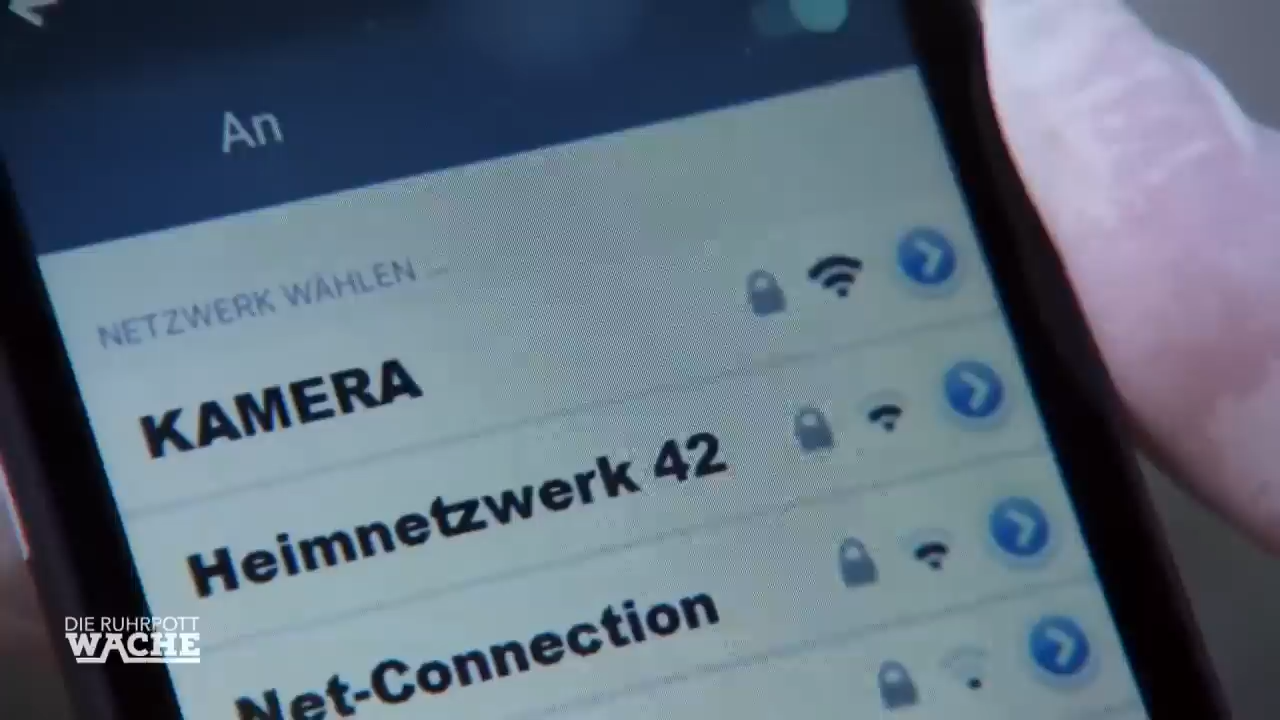 An
NETZWERK WÄHLEN
KAMERA
Heimnetzwerk 42
Net-Connection
DIE RUHRPOTT
WACHE